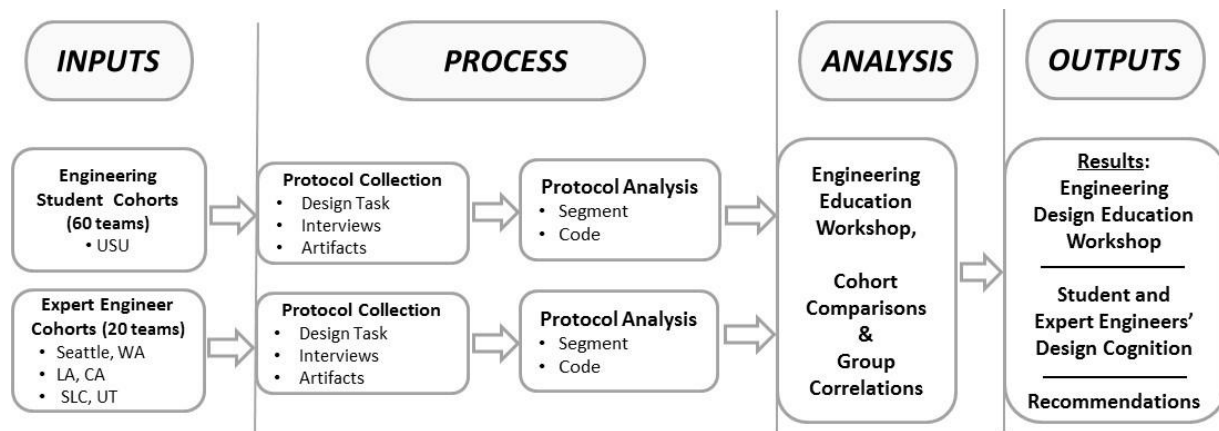 INPUTS
PROCESS
ANALYSIS
OUTPUTS
Engineering
Student Cohorts
(60 teams)
• USU
Expert Engineer
Cohorts (20 teams)
• Seattle, WA
• LA, CA
• SLC, UT
Protocol Collection
• Design Task
• Interviews
• Artifacts
Protocol Analysis
• Segment
• Code
Protocol Collection
• Design Task
• Interviews
• Artifacts
Protocol Analysis
• Segment
• Code
Engineering
Education
Workshop,
Cohort
Comparisons
&
Group
Correlations
Results:
Engineering
Design Education
Workshop
Student and
Expert Engineers’
Design Cognition
Recommendations